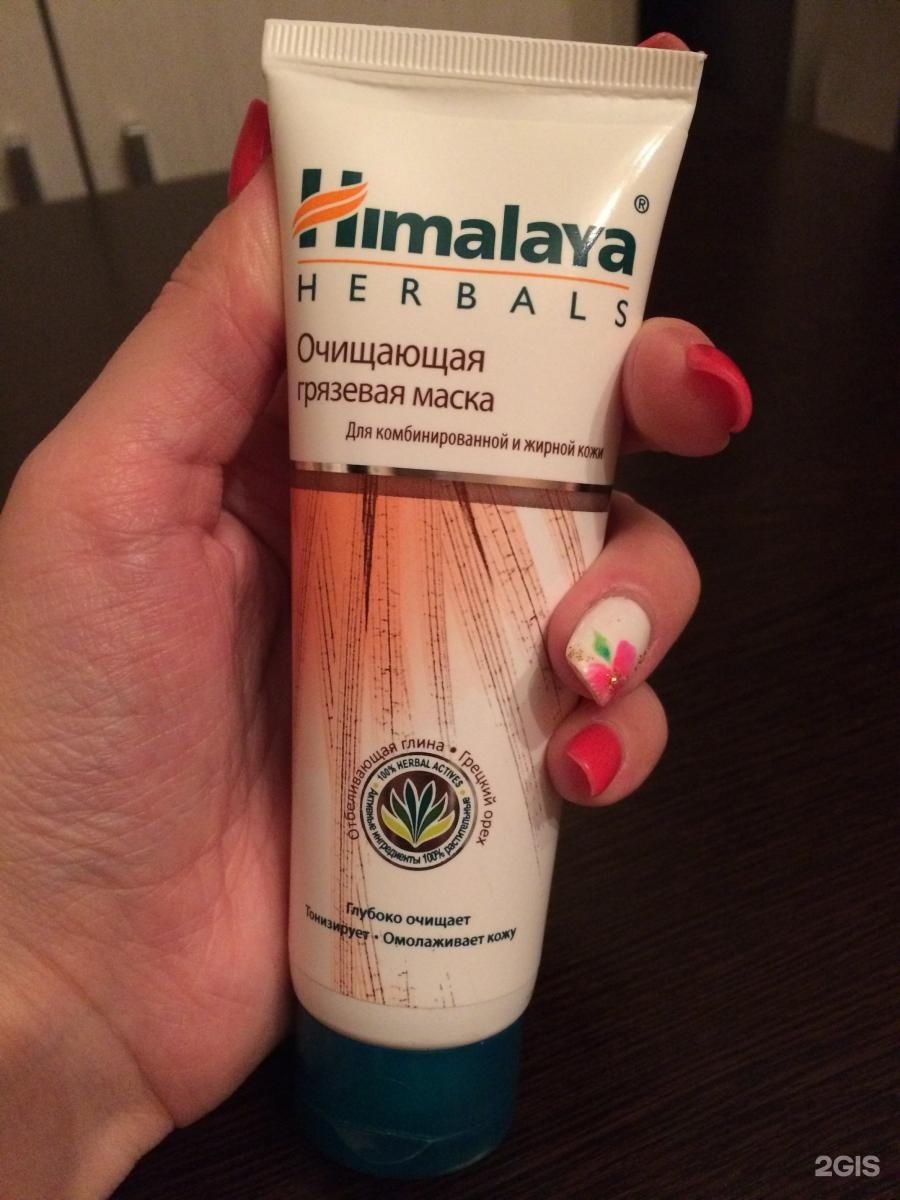 Himalaya®
HERBALS
Очищающая
грязевая маска
Для комбинированной и жирной кожи
Отбеливающая глина • Грецкий орех
100% HERBAL ACTIVES
Активные ингредиенты 100% растительные
Глубоко очищает
Тонизирует • Омолаживает кожу
2GIS